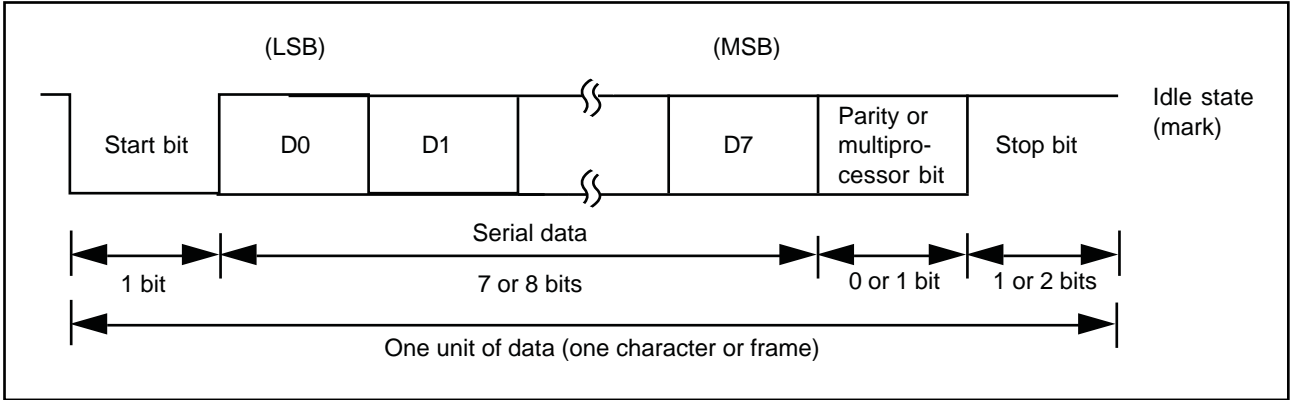 (LSB) (MSB)
Idle state
(mark)
Start bit D0 D1 D7 Parity or
multipro-
cessor bit Stop bit
Serial data
1 bit 7 or 8 bits 0 or 1 bit 1 or 2 bits
One unit of data (one character or frame)